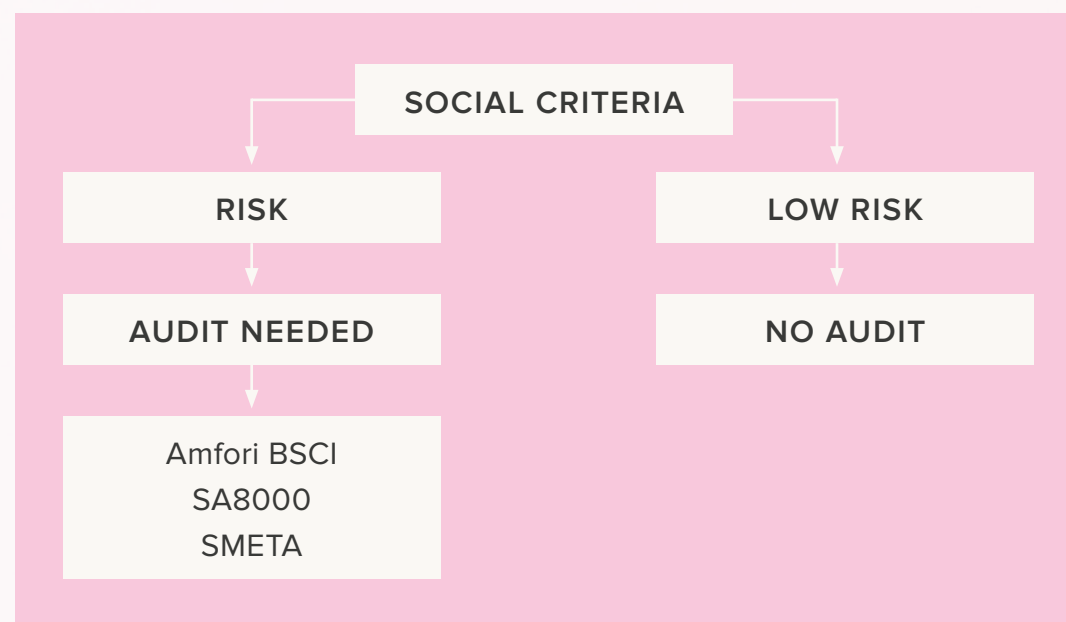 SOCIAL CRITERIA
RISK
LOW RISK
AUDIT NEEDED
NO AUDIT
Amfori BSCI
SA8000
SMETA